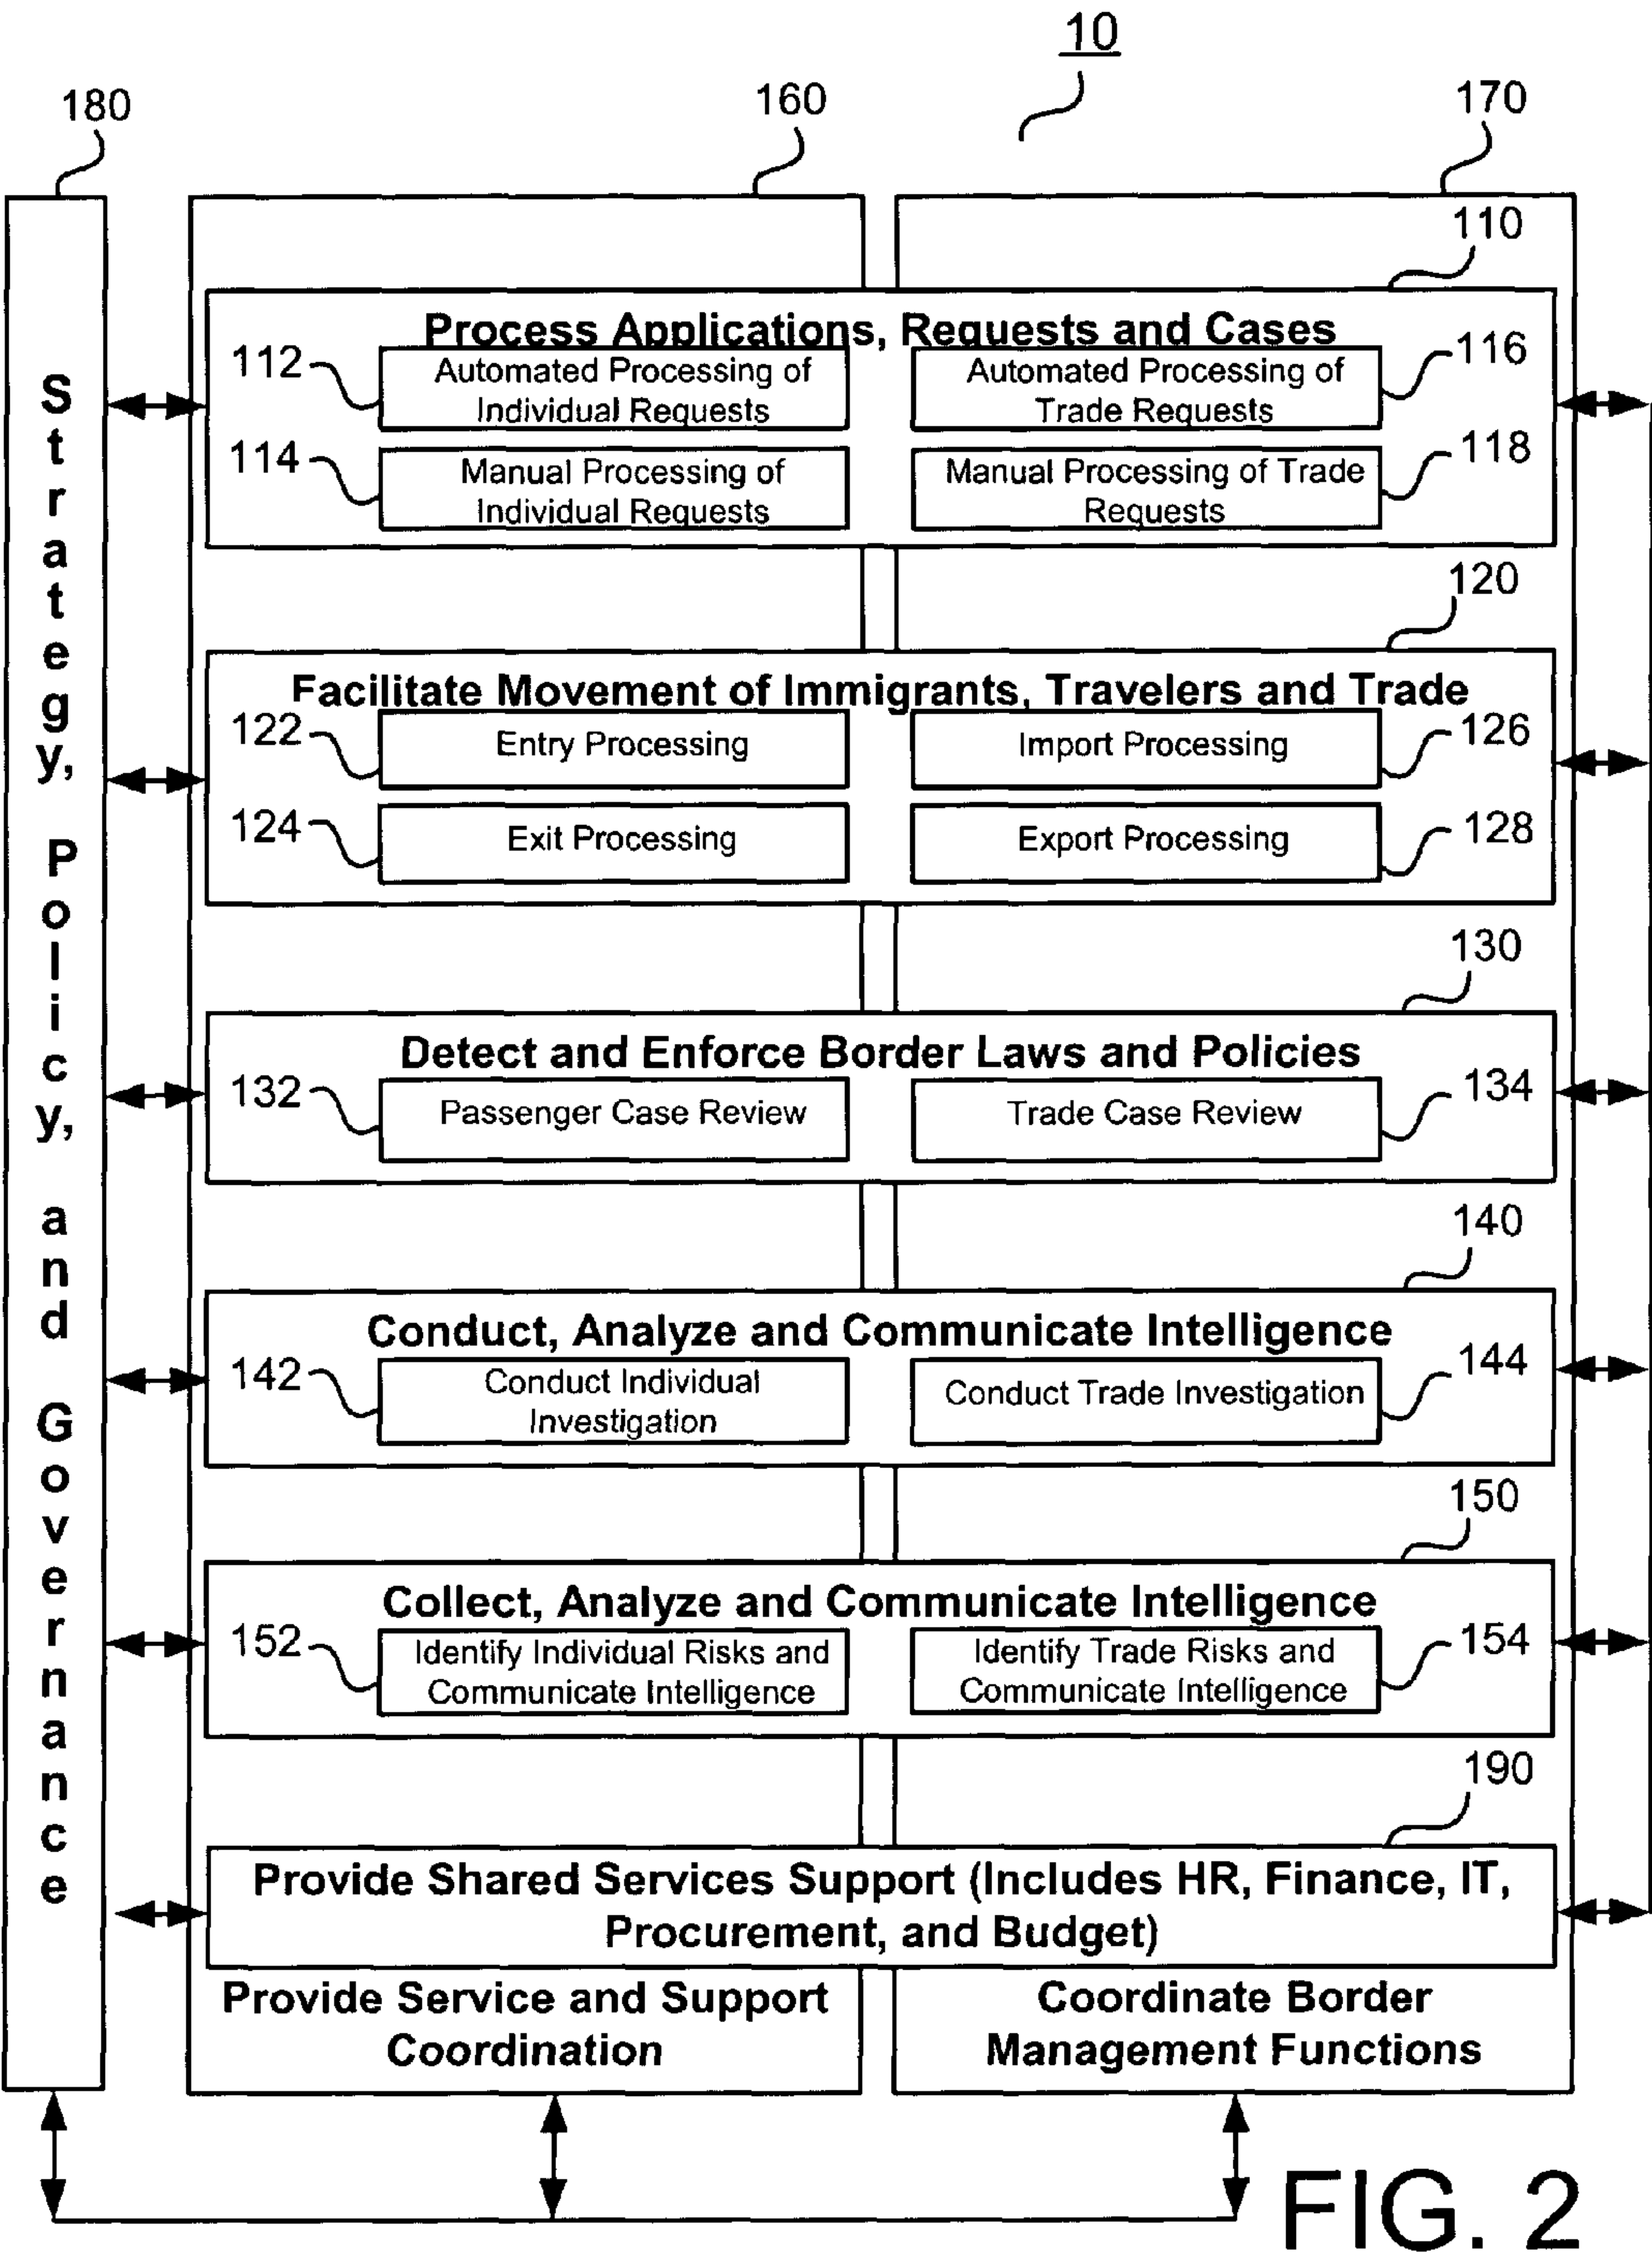 10
180
160
170
110
Process Applications, Requests and Cases
112
Automated Processing of
Individual Requests
Automated Processing of
Trade Requests
116
114
Manual Processing of
Individual Requests
Manual Processing of Trade
Requests
118
120
Facilitate Movement of Immigrants, Travelers and Trade
122
Entry Processing
Import Processing
126
124
Exit Processing
Export Processing
128
130
Detect and Enforce Border Laws and Policies
132
Passenger Case Review
Trade Case Review
134
140
Conduct, Analyze and Communicate Intelligence
142
Conduct Individual
Investigation
Conduct Trade Investigation
144
150
Collect, Analyze and Communicate Intelligence
152
Identify Individual Risks and
Communicate Intelligence
Identify Trade Risks and
Communicate Intelligence
154
190
Provide Shared Services Support (Includes HR, Finance, IT,
Procurement, and Budget)
Provide Service and Support
Coordination
Coordinate Border
Management Functions
Strategy, Policy, and Governance
FIG. 2